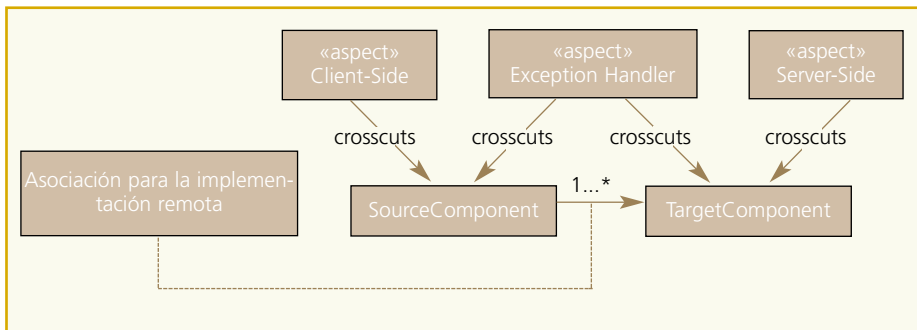 «aspect»
Client-Side
«aspect»
Exception Handler
«aspect»
Server-Side
crosscuts
crosscuts
crosscuts
crosscuts
Asociación para la implemen-
tación remota
SourceComponent
1...*
TargetComponent